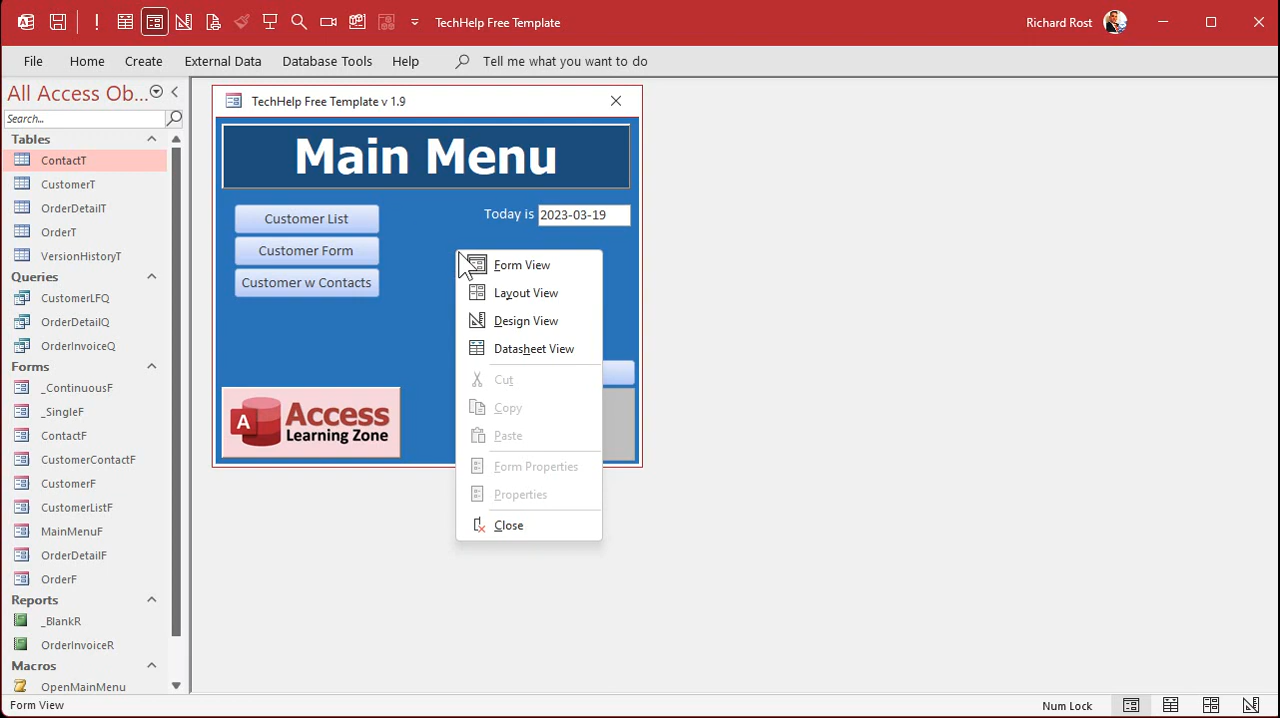 TechHelp Free Template
Richard Rost
File Home Create External Data Database Tools Help Tell me what you want to do
All Access Ob...
Search...
Tables
ContactT
CustomerT
OrderDetailT
OrderT
VersionHistoryT
Queries
CustomerLFQ
OrderDetailQ
OrderInvoiceQ
Forms
_ContinuousF
_SingleF
ContactF
CustomerContactF
CustomerF
CustomerListF
MainMenuF
OrderDetailF
OrderF
Reports
_BlankR
OrderInvoiceR
Macros
OpenMainMenu
TechHelp Free Template v 1.9
Main Menu
Customer List
Customer Form
Customer w Contacts
Today is 2023-03-19
A Access
Learning Zone
Form View
Layout View
Design View
Datasheet View
Cut
Copy
Paste
Form Properties
Properties
Close
Form View
Num Lock